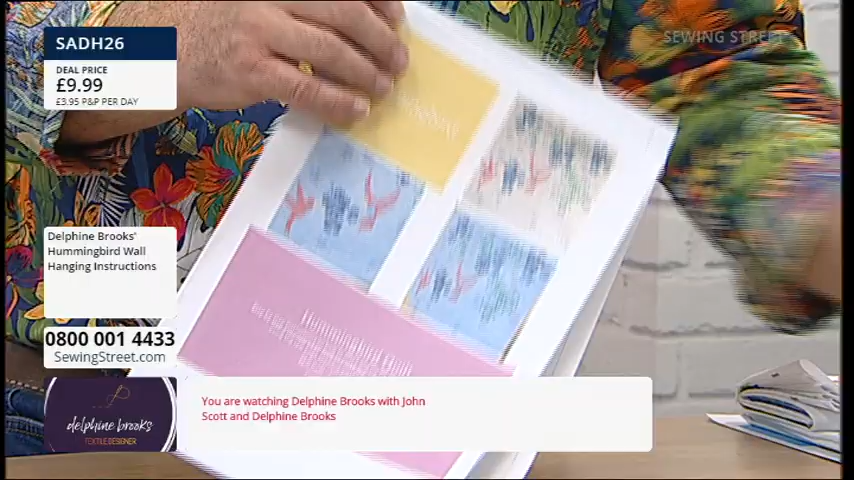 SADH26
SEWING STREET
DEAL PRICE
£9.99
£3.95 P&P PER DAY
Delphine Brooks'
Hummingbird Wall
Hanging Instructions
0800 001 4433
SewingStreet.com
delphine brooks
TEXTILE DESIGNER
You are watching Delphine Brooks with John
Scott and Delphine Brooks
Hummingbird